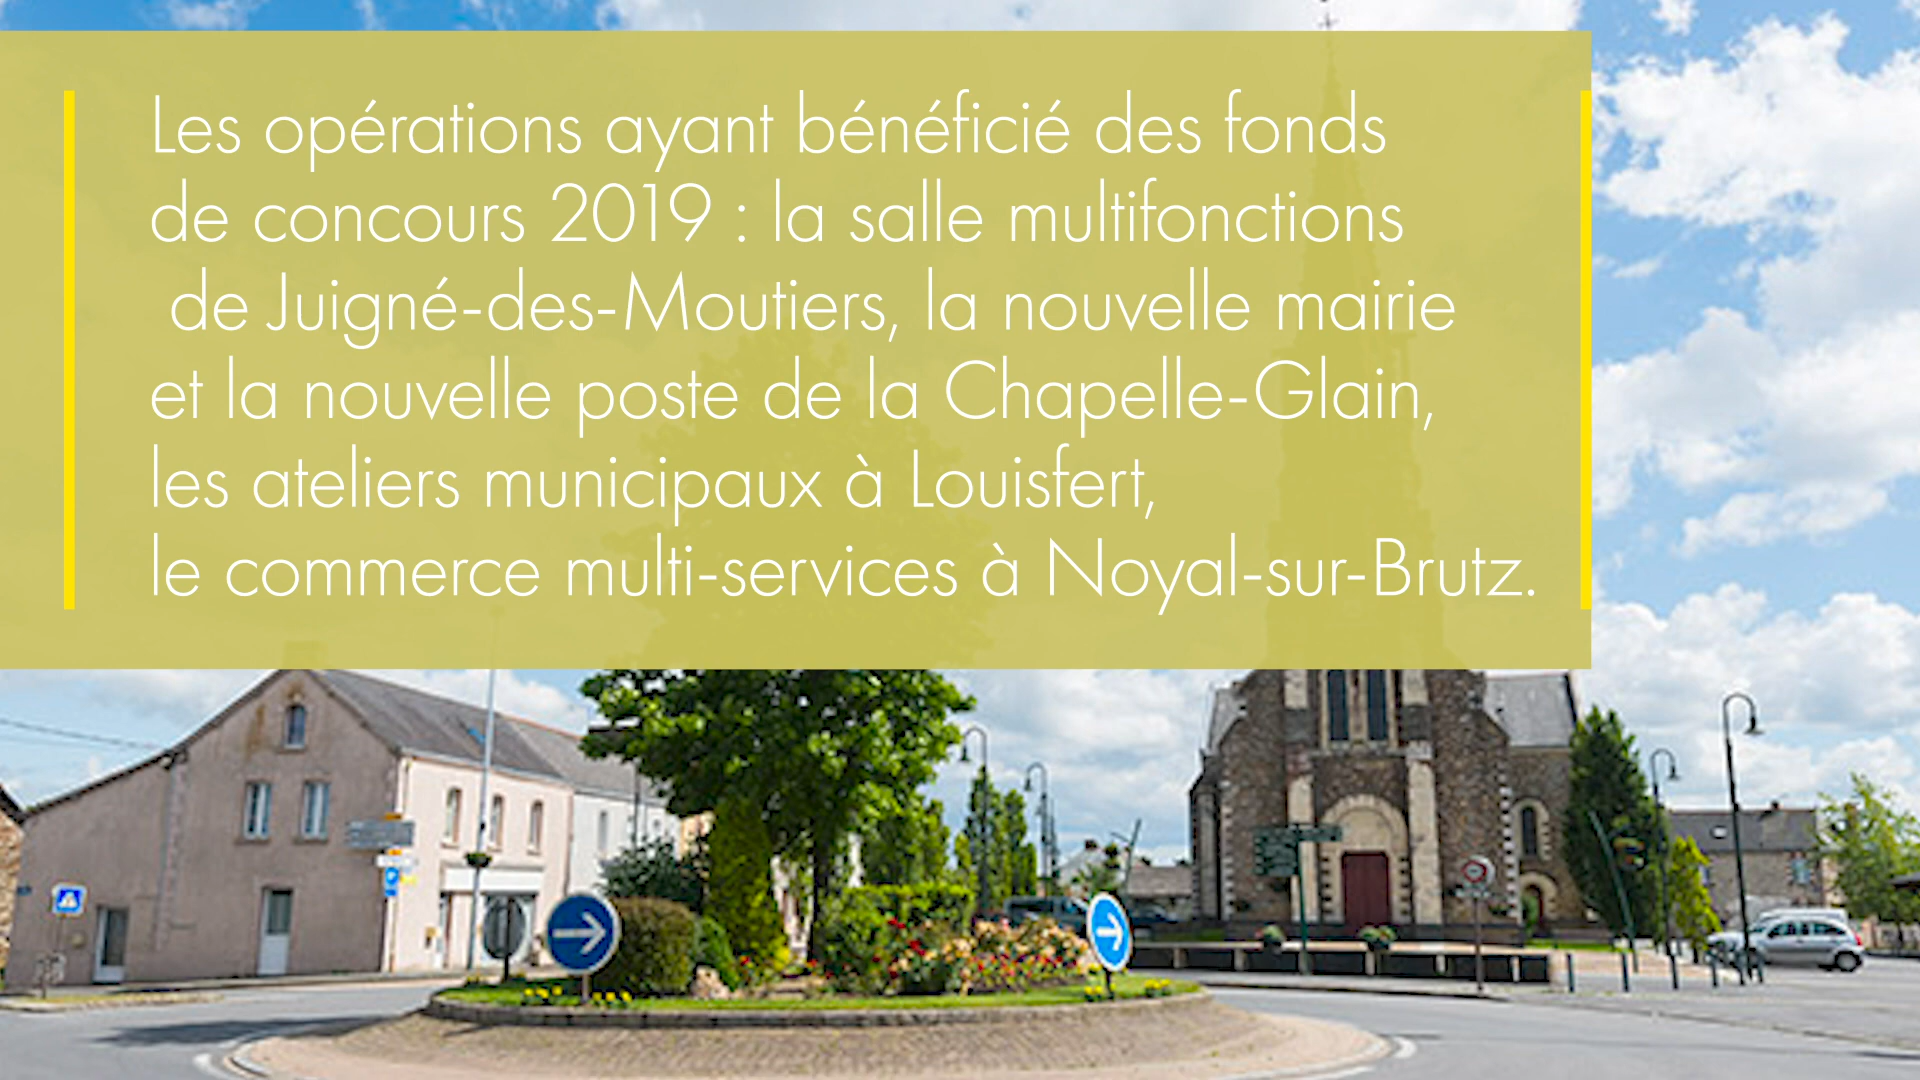 Les opérations ayant bénéficié des fonds
de concours 2019 : la salle multifonctions
de Juigné-des-Moutiers, la nouvelle mairie
et la nouvelle poste de la Chapelle-Glain,
les ateliers municipaux à Louisfert,
le commerce multi-services à Noyal-sur-Brutz.